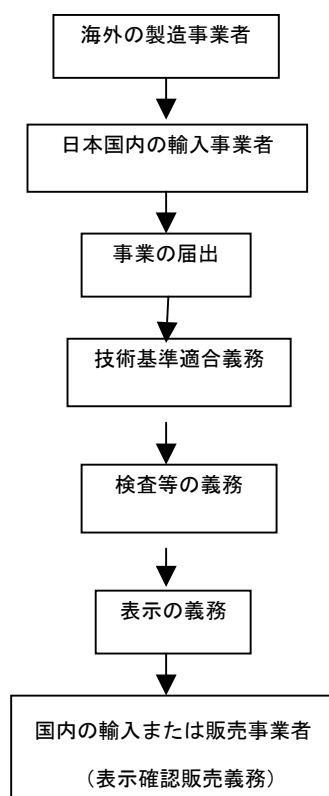 海外の製造事業者
日本国内の輸入事業者
事業の届出
技術基準適合義務
検査等の義務
表示の義務
国内の輸入または販売事業者
（表示確認販売義務）